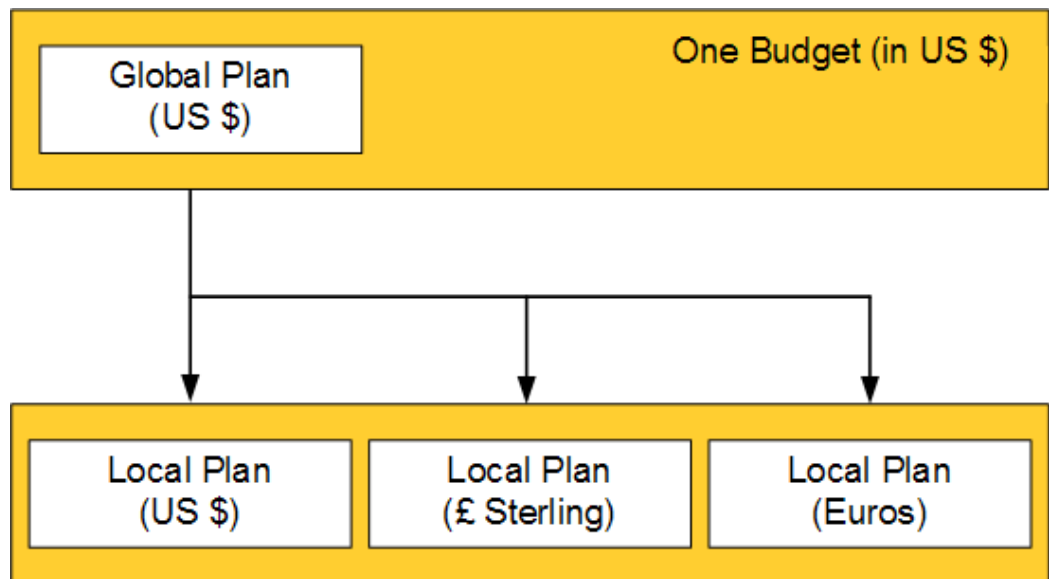 Global Plan
(US $)
One Budget (in US $)
Local Plan
(US $)
Local Plan
(£ Sterling)
Local Plan
(Euros)